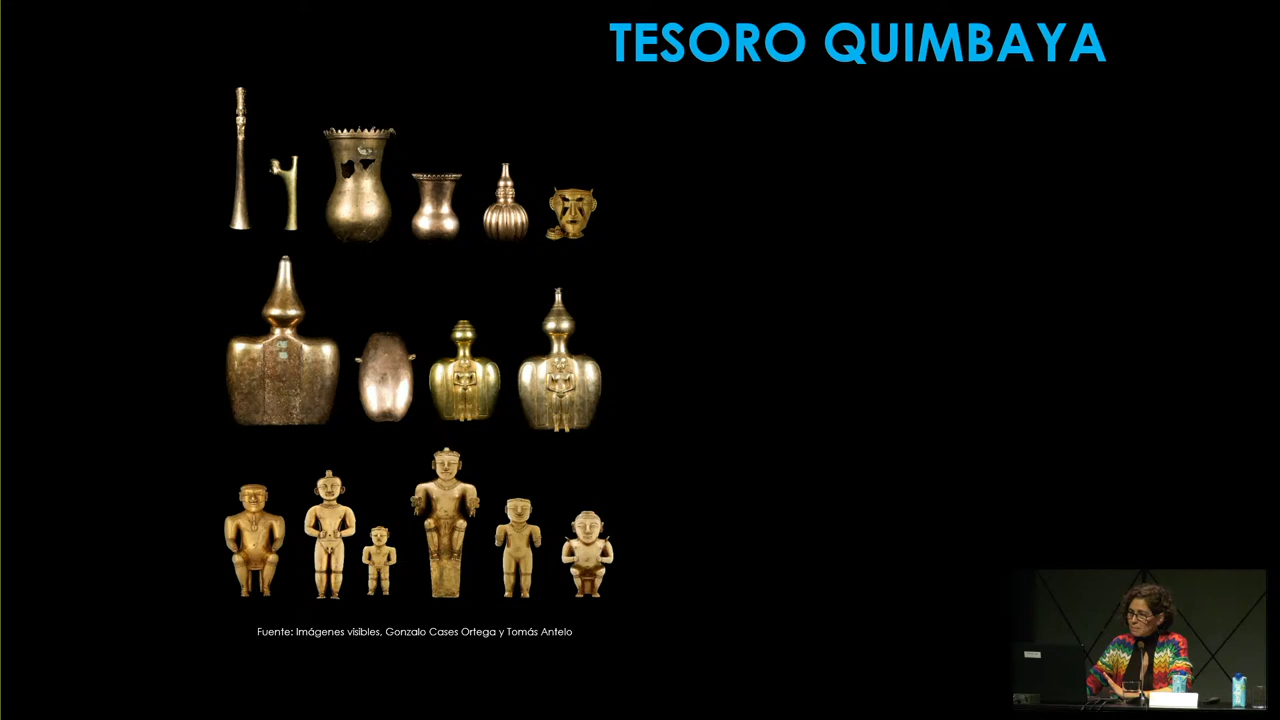 TESORO QUIMBAYA
Fuente: Imágenes visibles, Gonzalo Cases Ortega y Tomás Antelo